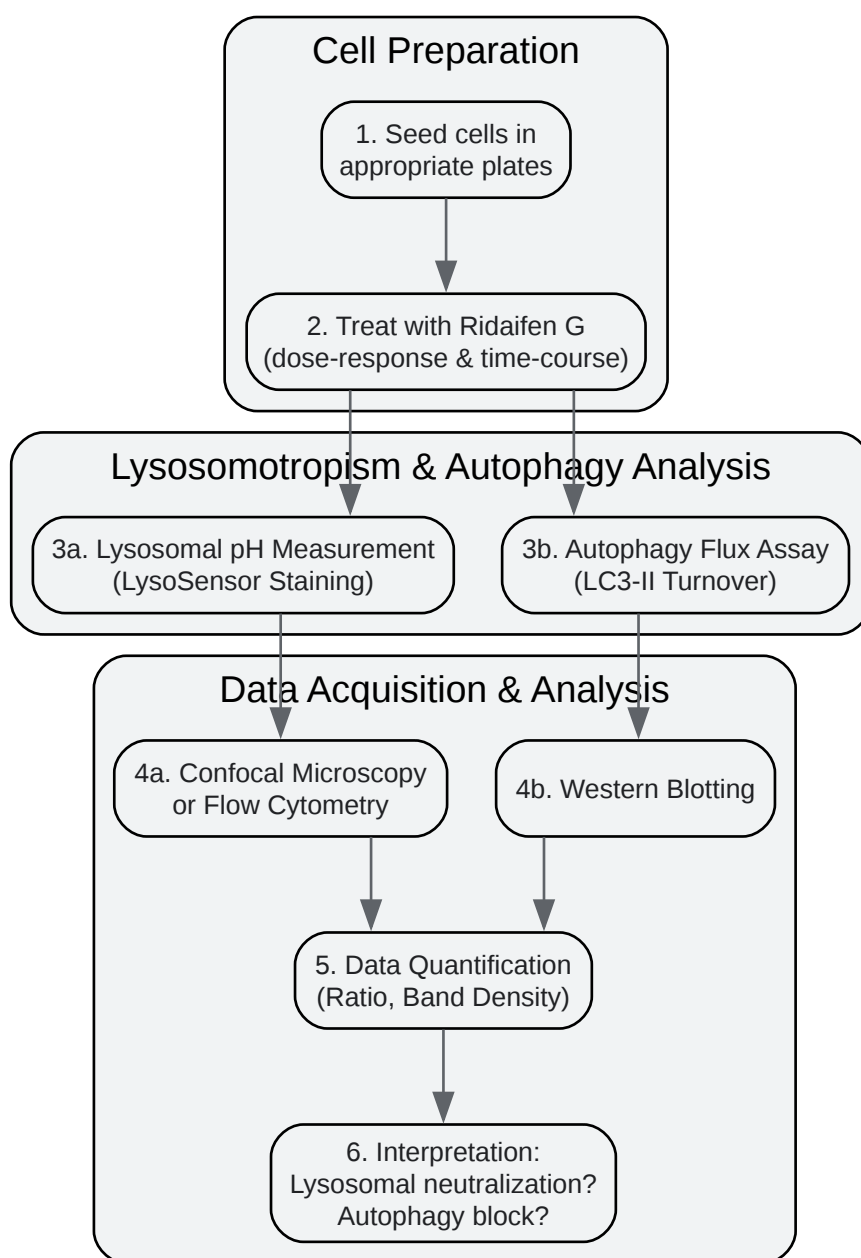 Cell Preparation
1. Seed cells in
appropriate plates
2. Treat with Ridaifen G
(dose-response & time-course)
Lysosomotropism & Autophagy Analysis
3a. Lysosomal pH Measurement
(LysoSensor Staining)
3b. Autophagy Flux Assay
(LC3-II Turnover)
Data Acquisition & Analysis
4a. Confocal Microscopy
or Flow Cytometry
4b. Western Blotting
5. Data Quantification
(Ratio, Band Density)
6. Interpretation:
Lysosomal neutralization?
Autophagy block?